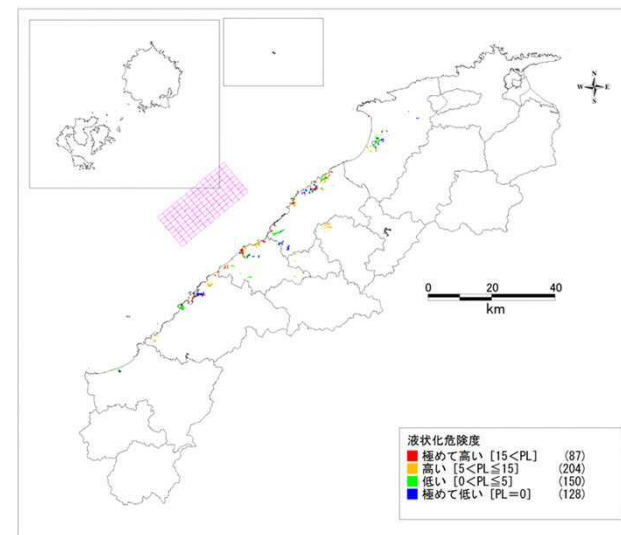 N
W E
S
0 20 40
km
液状化危険度
極めて高い [15<PL] (87)
高い [5<PL≦15] (204)
低い [0<PL≦5] (150)
極めて低い [PL=0] (128)